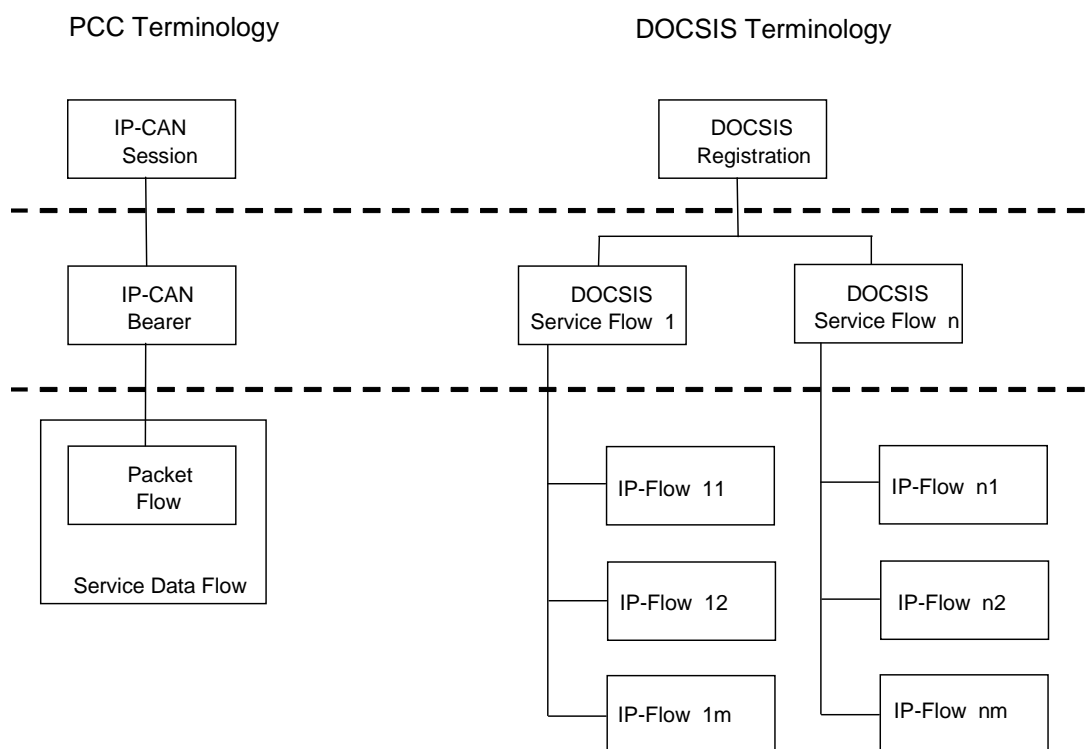 PCC Terminology
DOCSIS Terminology
IP-CAN
Session
DOCSIS
Registration
IP-CAN
Bearer
DOCSIS
Service Flow 1
DOCSIS
Service Flow n
Packet
Flow
Service Data Flow
IP-Flow 11
IP-Flow n1
IP-Flow 12
IP-Flow n2
IP-Flow 1m
IP-Flow nm